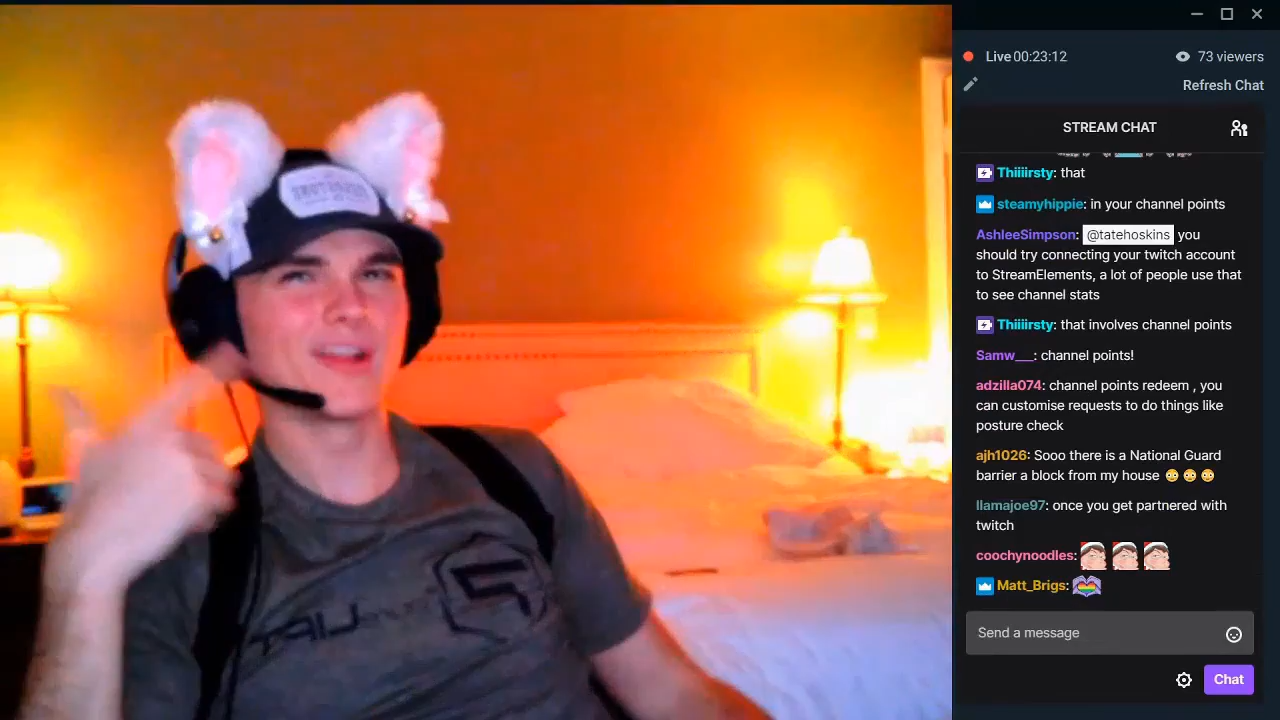 Live 00:23:12
73 viewers
Refresh Chat
STREAM CHAT
Thiiirsty: that
steamyhippie: in your channel points
AshleeSimpson: @tatehoskins you
should try connecting your twitch account
to StreamElements, a lot of people use that
to see channel stats
Thiiirsty: that involves channel points
Samw___: channel points!
adzilla074: channel points redeem , you
can customise requests to do things like
posture check
ajh1026: Sooo there is a National Guard
barrier a block from my house 😳 😳 😳
llamajoe97: once you get partnered with
twitch
coochynoodles:
Matt_Brigs:
Send a message
Chat